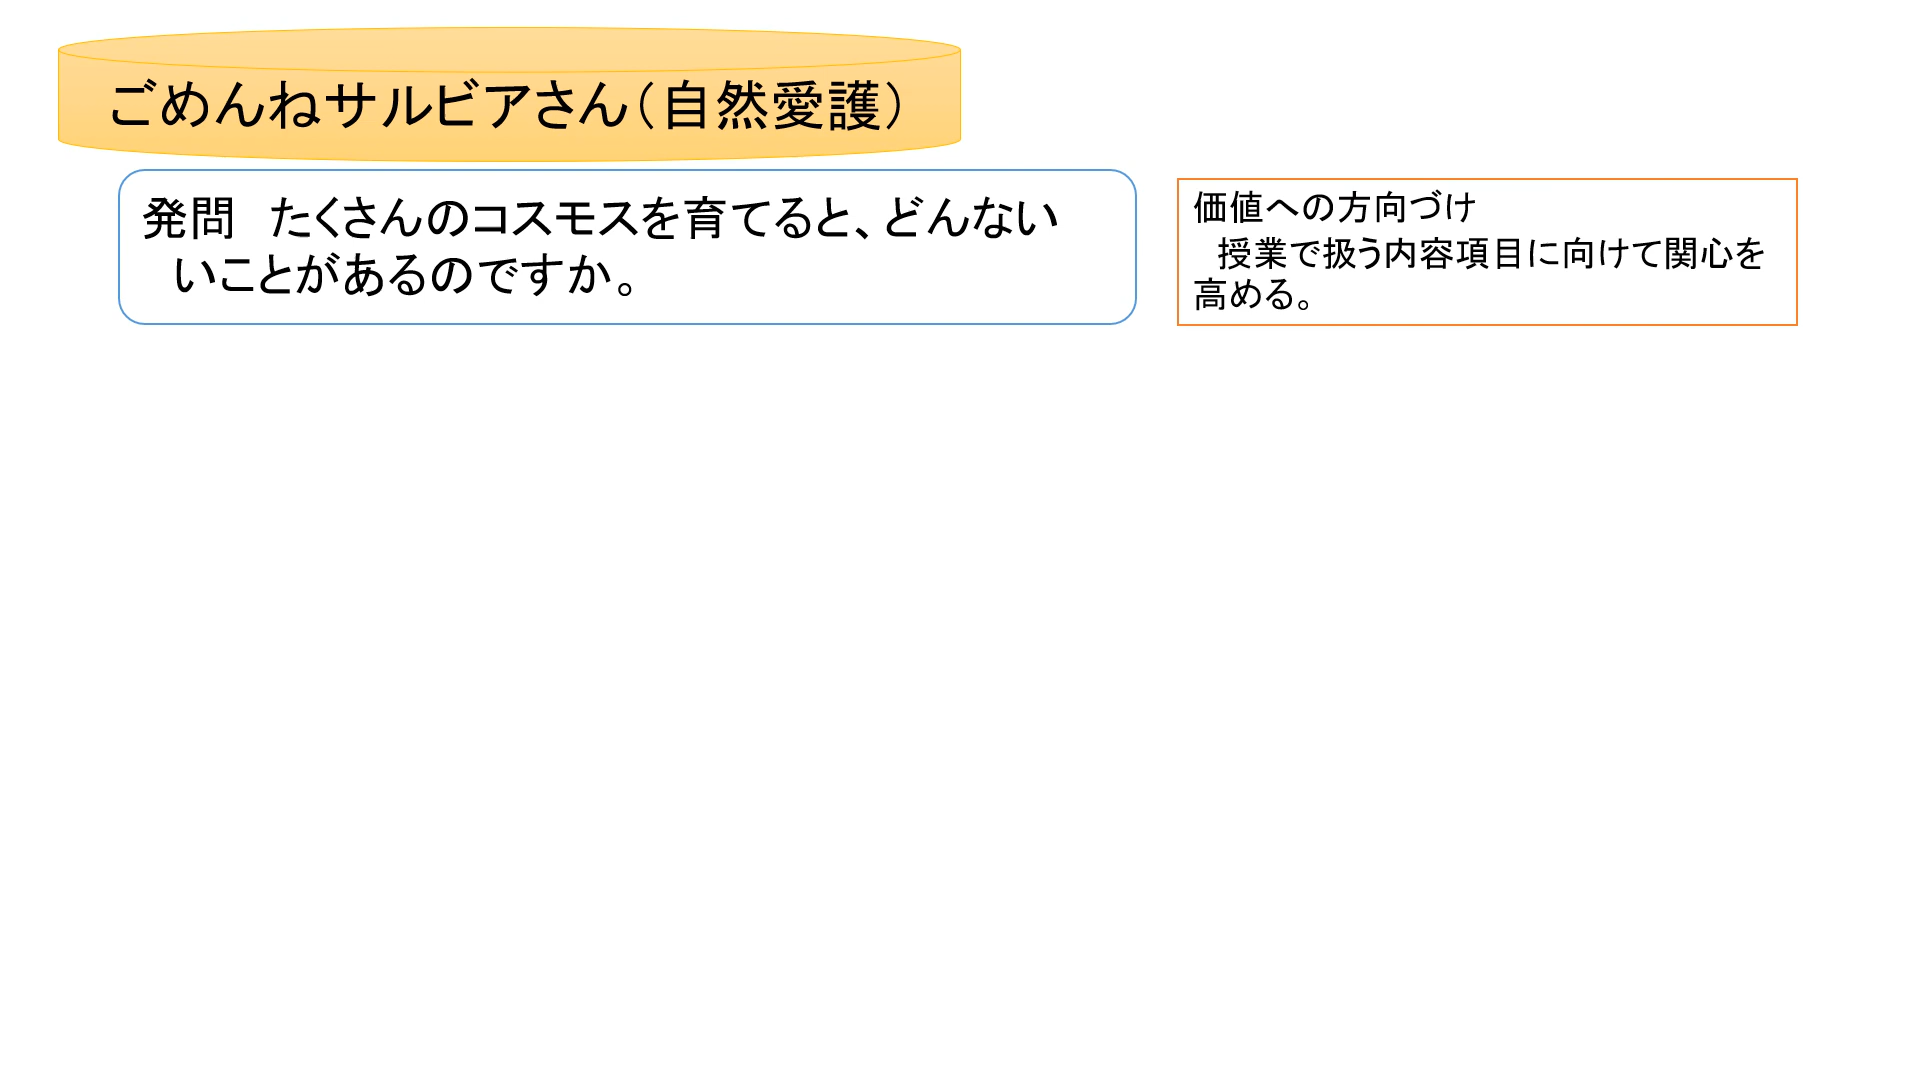 ごめんねサルビアさん（自然愛護）
発問　たくさんのコスモスを育てると、どんない
いことがあるのですか。
価値への方向づけ
　授業で扱う内容項目に向けて関心を
高める。